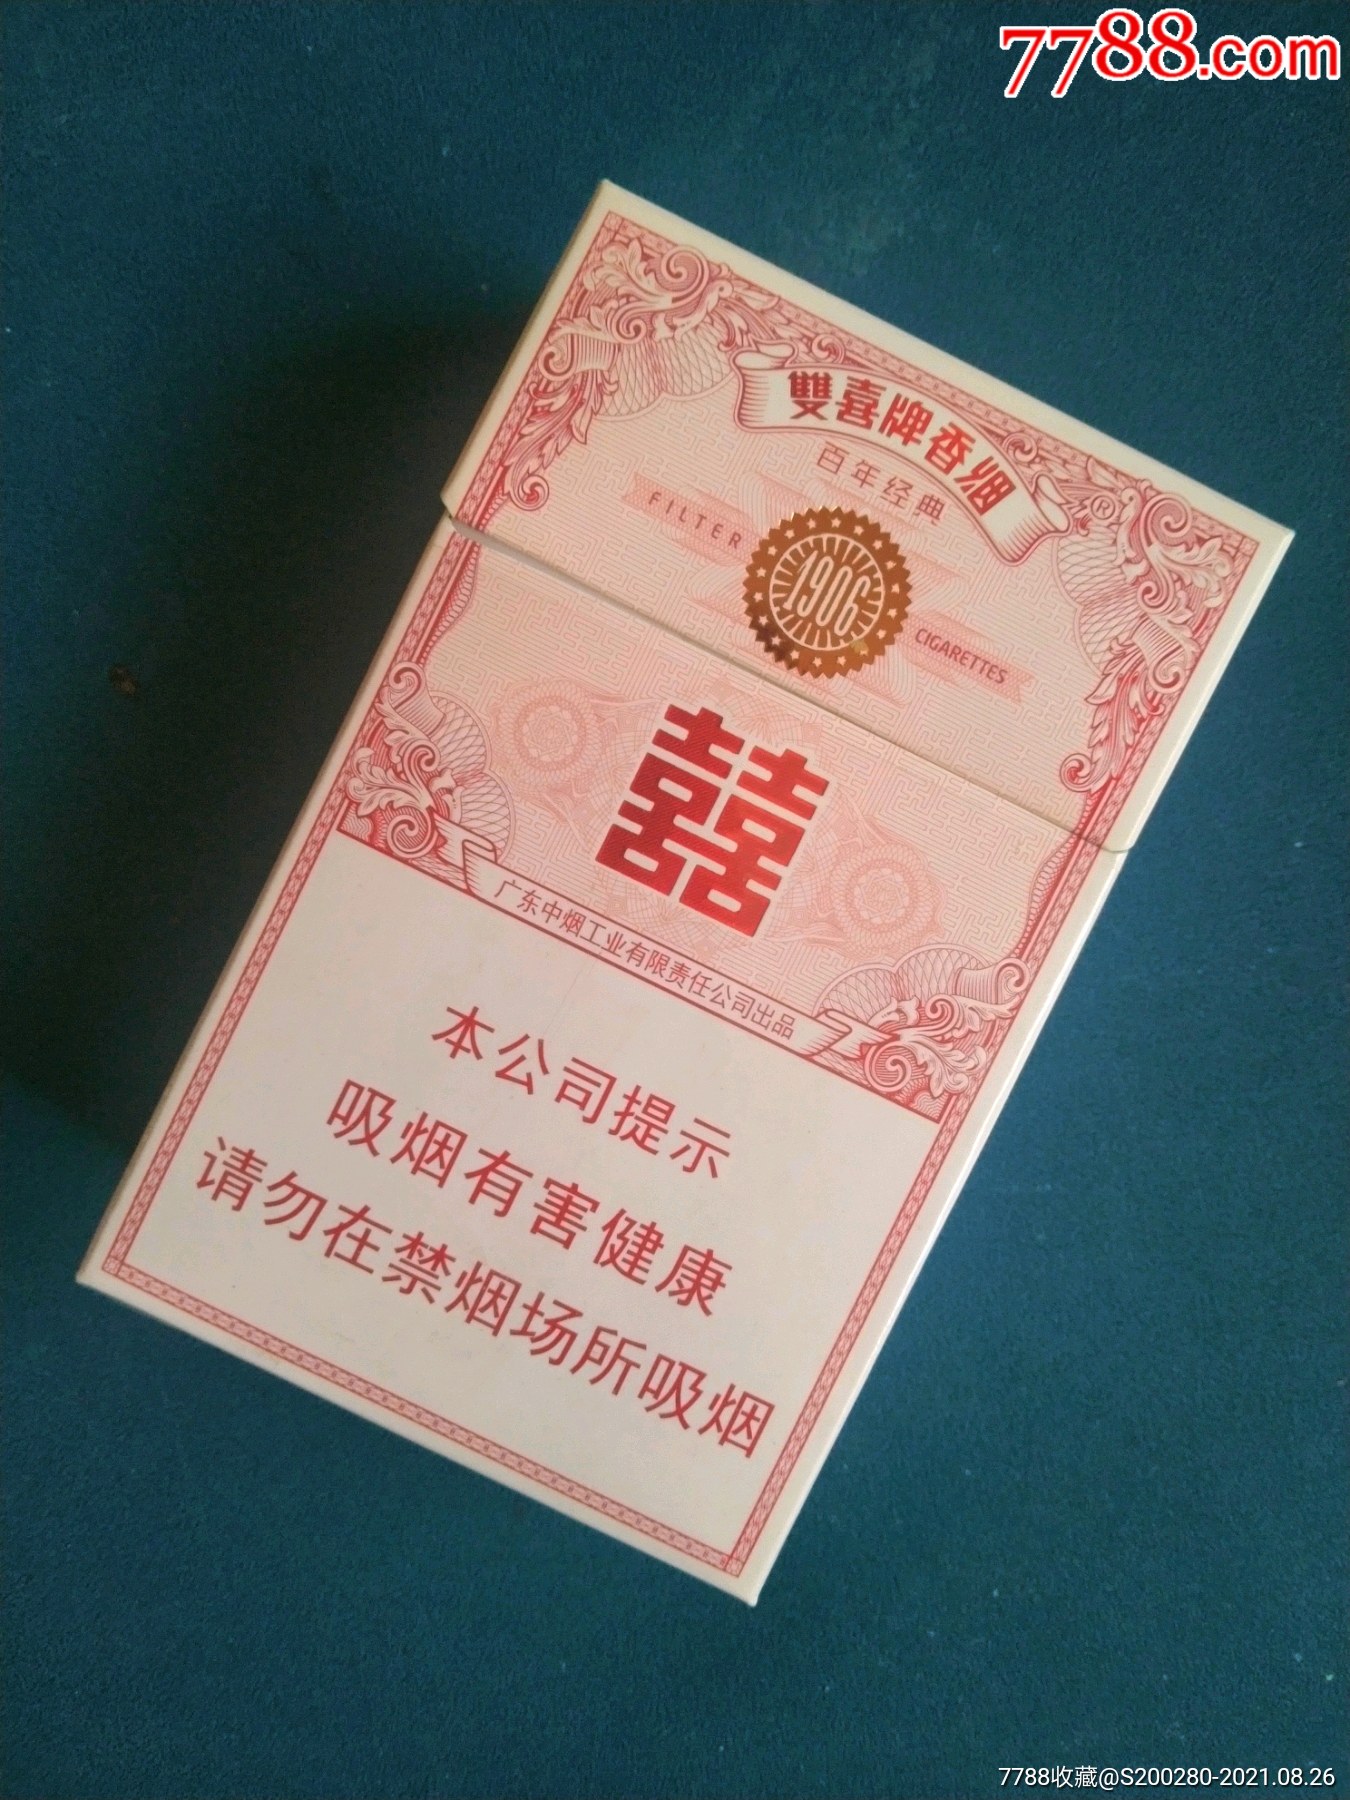 7788.com
雙喜牌香烟
®
百年经典
FILTER
1906
CIGARETTES
囍
广东中烟工业有限责任公司出品
本公司提示
吸烟有害健康
请勿在禁烟场所吸烟
7788收藏@S200280-2021.08.26